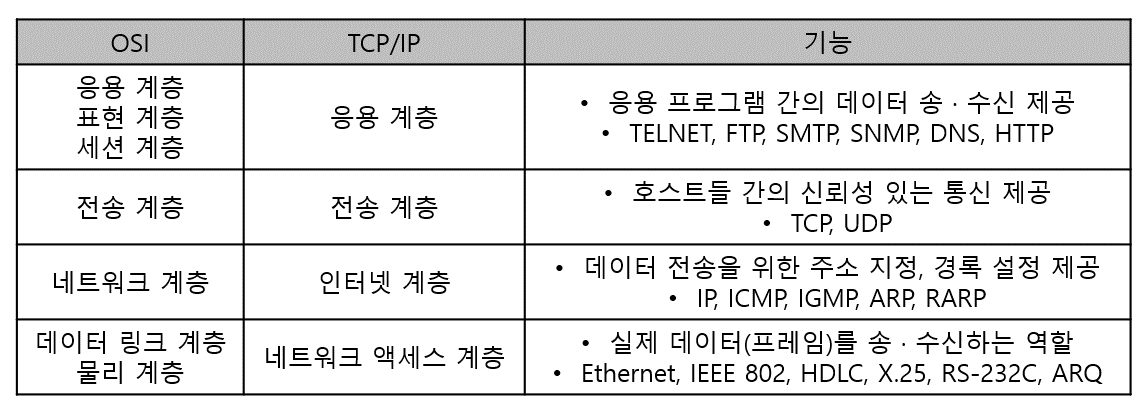 OSI
TCP/IP
기능
응용 계층
표현 계층
세션 계층
응용 계층
• 응용 프로그램 간의 데이터 송 · 수신 제공
• TELNET, FTP, SMTP, SNMP, DNS, HTTP
전송 계층
전송 계층
• 호스트들 간의 신뢰성 있는 통신 제공
• TCP, UDP
네트워크 계층
인터넷 계층
• 데이터 전송을 위한 주소 지정, 경록 설정 제공
• IP, ICMP, IGMP, ARP, RARP
데이터 링크 계층
물리 계층
네트워크 액세스 계층
• 실제 데이터(프레임)를 송 · 수신하는 역할
• Ethernet, IEEE 802, HDLC, X.25, RS-232C, ARQ